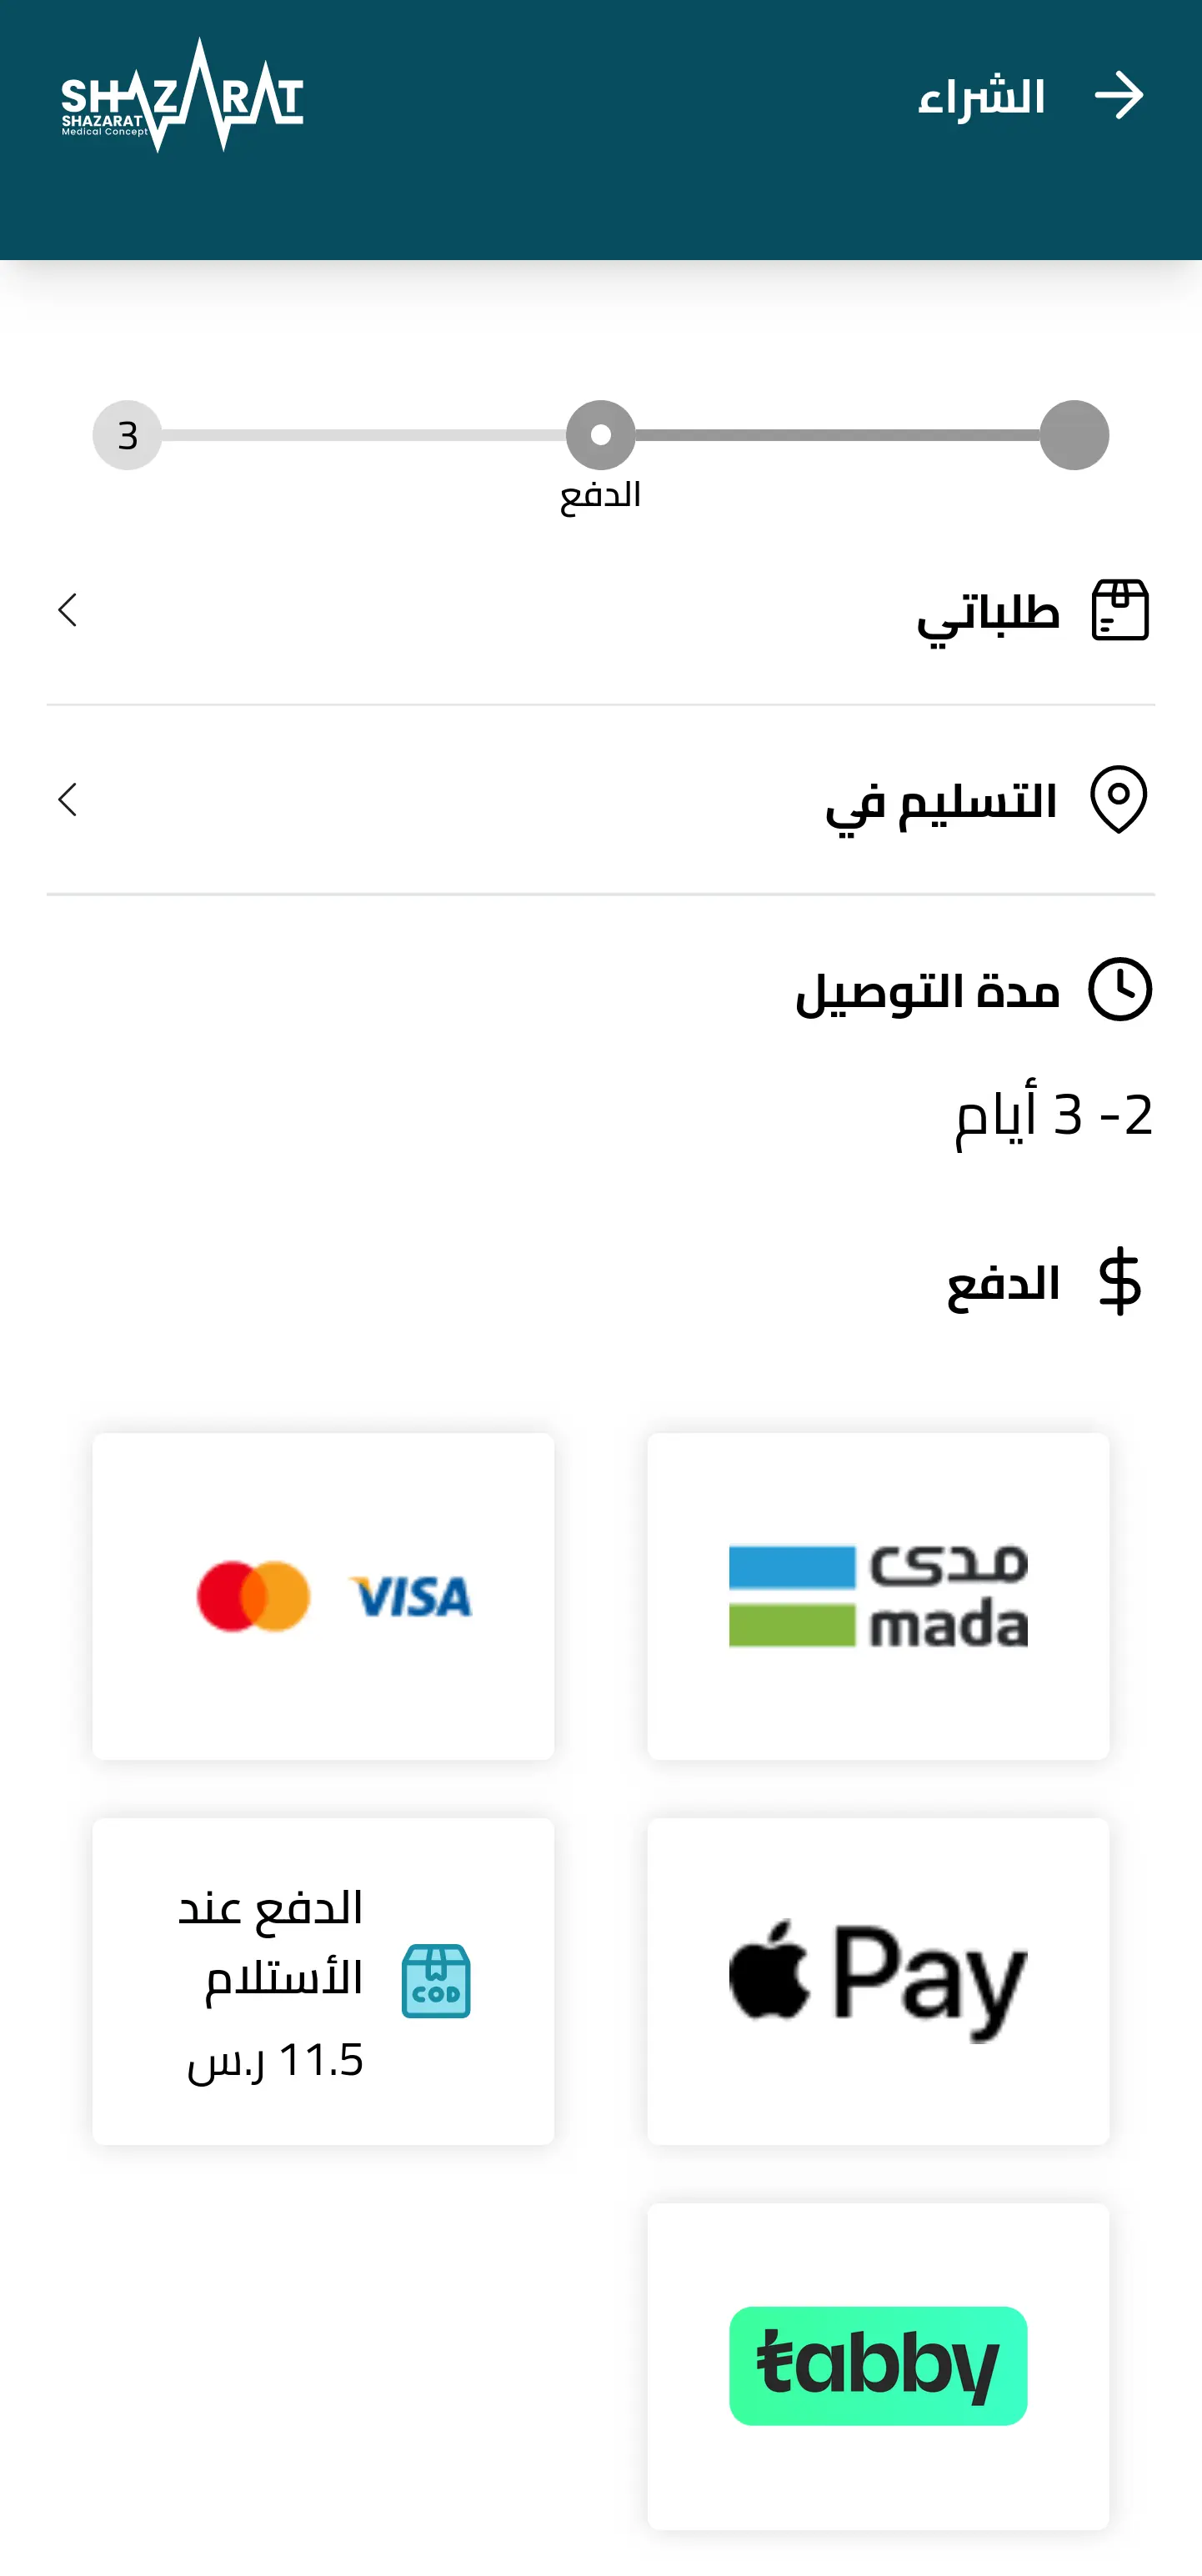 الشراء
SHAZARAT
SHAZARAT
Medical Concept
3
الدفع
طلباتي
التسليم في
مدة التوصيل
2- 3 أيام
الدفع
مدى
mada
VISA
Pay
الدفع عند
الأستلام
11.5 ر.س
COD
tabby